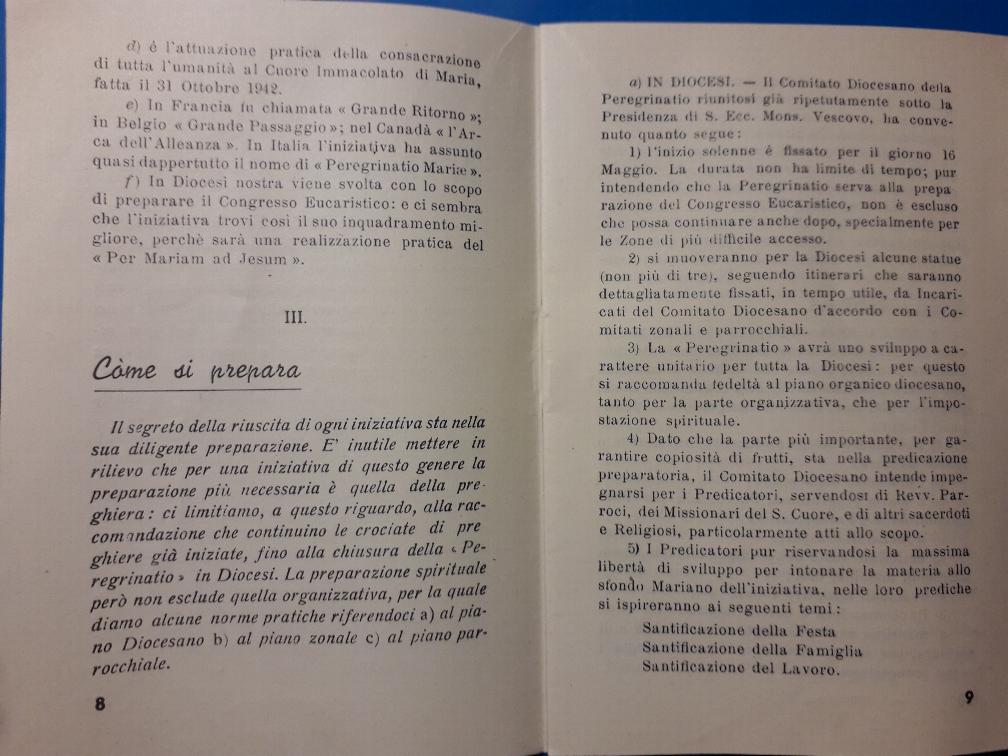 d) é l'attuazione pratica della consacrazione
di tutta l'umanità al Cuore Immacolato di Maria,
fatta il 31 Ottobre 1942.
e) In Francia fu chiamata « Grande Ritorno »;
in Belgio « Grande Passaggio »; nel Canadà « l'Ar-
ca dell'Alleanza ». In Italia l'iniziativa ha assunto
quasi dappertutto il nome di « Peregrinatio Mariæ ».
f) In Diocesi nostra viene svolta con lo scopo
di preparare il Congresso Eucaristico: e ci sembra
che l'iniziativa trovi così il suo inquadramento mi-
gliore, perchè sarà una realizzazione pratica del
« Per Mariam ad Jesum ».
III.
Còme si prepara
Il segreto della riuscita di ogni iniziativa sta nella
sua diligente preparazione. E' inutile mettere in
rilievo che per una iniziativa di questo genere la
preparazione più necessaria è quella della pre-
ghiera: ci limitiamo, a questo riguardo, alla rac-
comandazione che continuino le crociate di pre
ghiere già iniziate, fino alla chiusura della « Pe-
regrinatio » in Diocesi. La preparazione spirituale
però non esclude quella organizzativa, per la quale
diamo alcune norme pratiche riferendoci a) al pia-
no Diocesano b) al piano zonale c) al piano par-
rocchiale.
8
a) IN DIOCESI. — Il Comitato Diocesano della
Peregrinatio riunitosi già ripetutamente sotto la
Presidenza di S. Ecc. Mons. Vescovo, ha conve-
nuto quanto segue:
1) l'inizio solenne é fissato per il giorno 16
Maggio. La durata non ha limite di tempo; pur
intendendo che la Peregrinatio serva alla prepa
razione del Congresso Eucaristico, non è escluso
che possa continuare anche dopo, specialmente per
le Zone di più difficile accesso.
2) si muoveranno per la Diocesi alcune statue
(non più di tre), seguendo itinerari che saranno
dettagliatamente fissati, in tempo utile, da Incari-
cati del Comitato Diocesano d'accordo con i Co-
mitati zonali e parrocchiali.
3) La « Peregrinatio » avrà uno sviluppo a ca-
rattere unitario per tutta la Diocesi: per questo
si raccomanda fedeltà al piano organico diocesano,
tanto per la parte organizzativa, che per l'impo-
stazione spirituale.
4) Dato che la parte più importante, per ga-
rantire copiosità di frutti, sta nella predicazione
preparatoria, il Comitato Diocesano intende impe-
gnarsi per i Predicatori, servendosi di Revv. Par-
roci, dei Missionari del S. Cuore, e di altri sacerdoti
e Religiosi, particolarmente atti allo scopo.
5) I Predicatori pur riservandosi la massima
libertà di sviluppo per intonare la materia allo
sfondo Mariano dell'iniziativa, nelle loro prediche
si ispireranno ai seguenti temi:
Santificazione della Festa
Santificazione della Famiglia
Santificazione del Lavoro.
9